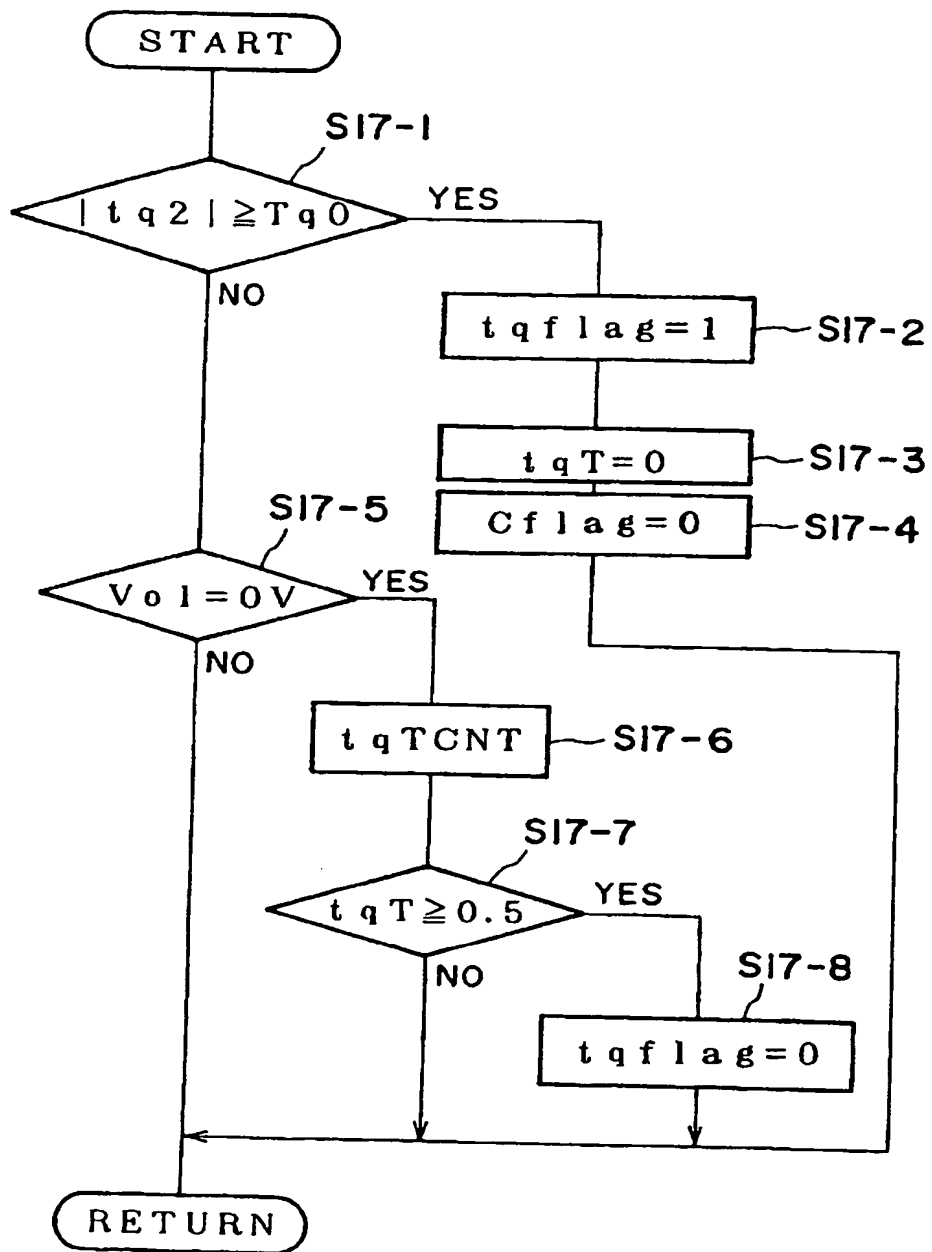 START
S17-1
|tq2|≧Tq0
YES
NO
tqflag=1
S17-2
tqT=0
S17-3
Cflag=0
S17-4
S17-5
Vol=0V
YES
NO
tqTCNT
S17-6
S17-7
tqT≧0.5
YES
NO
S17-8
tqflag=0
RETURN